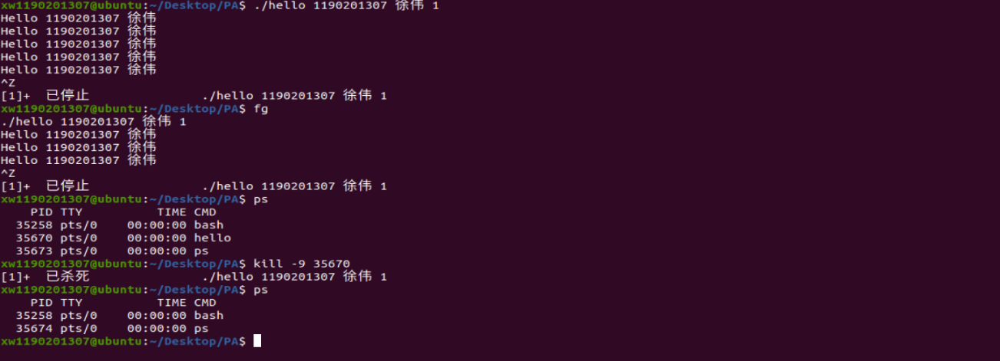 xw1190201307@ubuntu:~/Desktop/PA$ ./hello 1190201307 徐伟 1
Hello 1190201307 徐伟
Hello 1190201307 徐伟
Hello 1190201307 徐伟
Hello 1190201307 徐伟
Hello 1190201307 徐伟
^Z
[1]+  已停止               ./hello 1190201307 徐伟 1
xw1190201307@ubuntu:~/Desktop/PA$ fg
./hello 1190201307 徐伟 1
Hello 1190201307 徐伟
Hello 1190201307 徐伟
Hello 1190201307 徐伟
^Z
[1]+  已停止               ./hello 1190201307 徐伟 1
xw1190201307@ubuntu:~/Desktop/PA$ ps
    PID TTY          TIME CMD
  35258 pts/0    00:00:00 bash
  35670 pts/0    00:00:00 hello
  35673 pts/0    00:00:00 ps
xw1190201307@ubuntu:~/Desktop/PA$ kill -9 35670
[1]+  已杀死               ./hello 1190201307 徐伟 1
xw1190201307@ubuntu:~/Desktop/PA$ ps
    PID TTY          TIME CMD
  35258 pts/0    00:00:00 bash
  35674 pts/0    00:00:00 ps
xw1190201307@ubuntu:~/Desktop/PA$